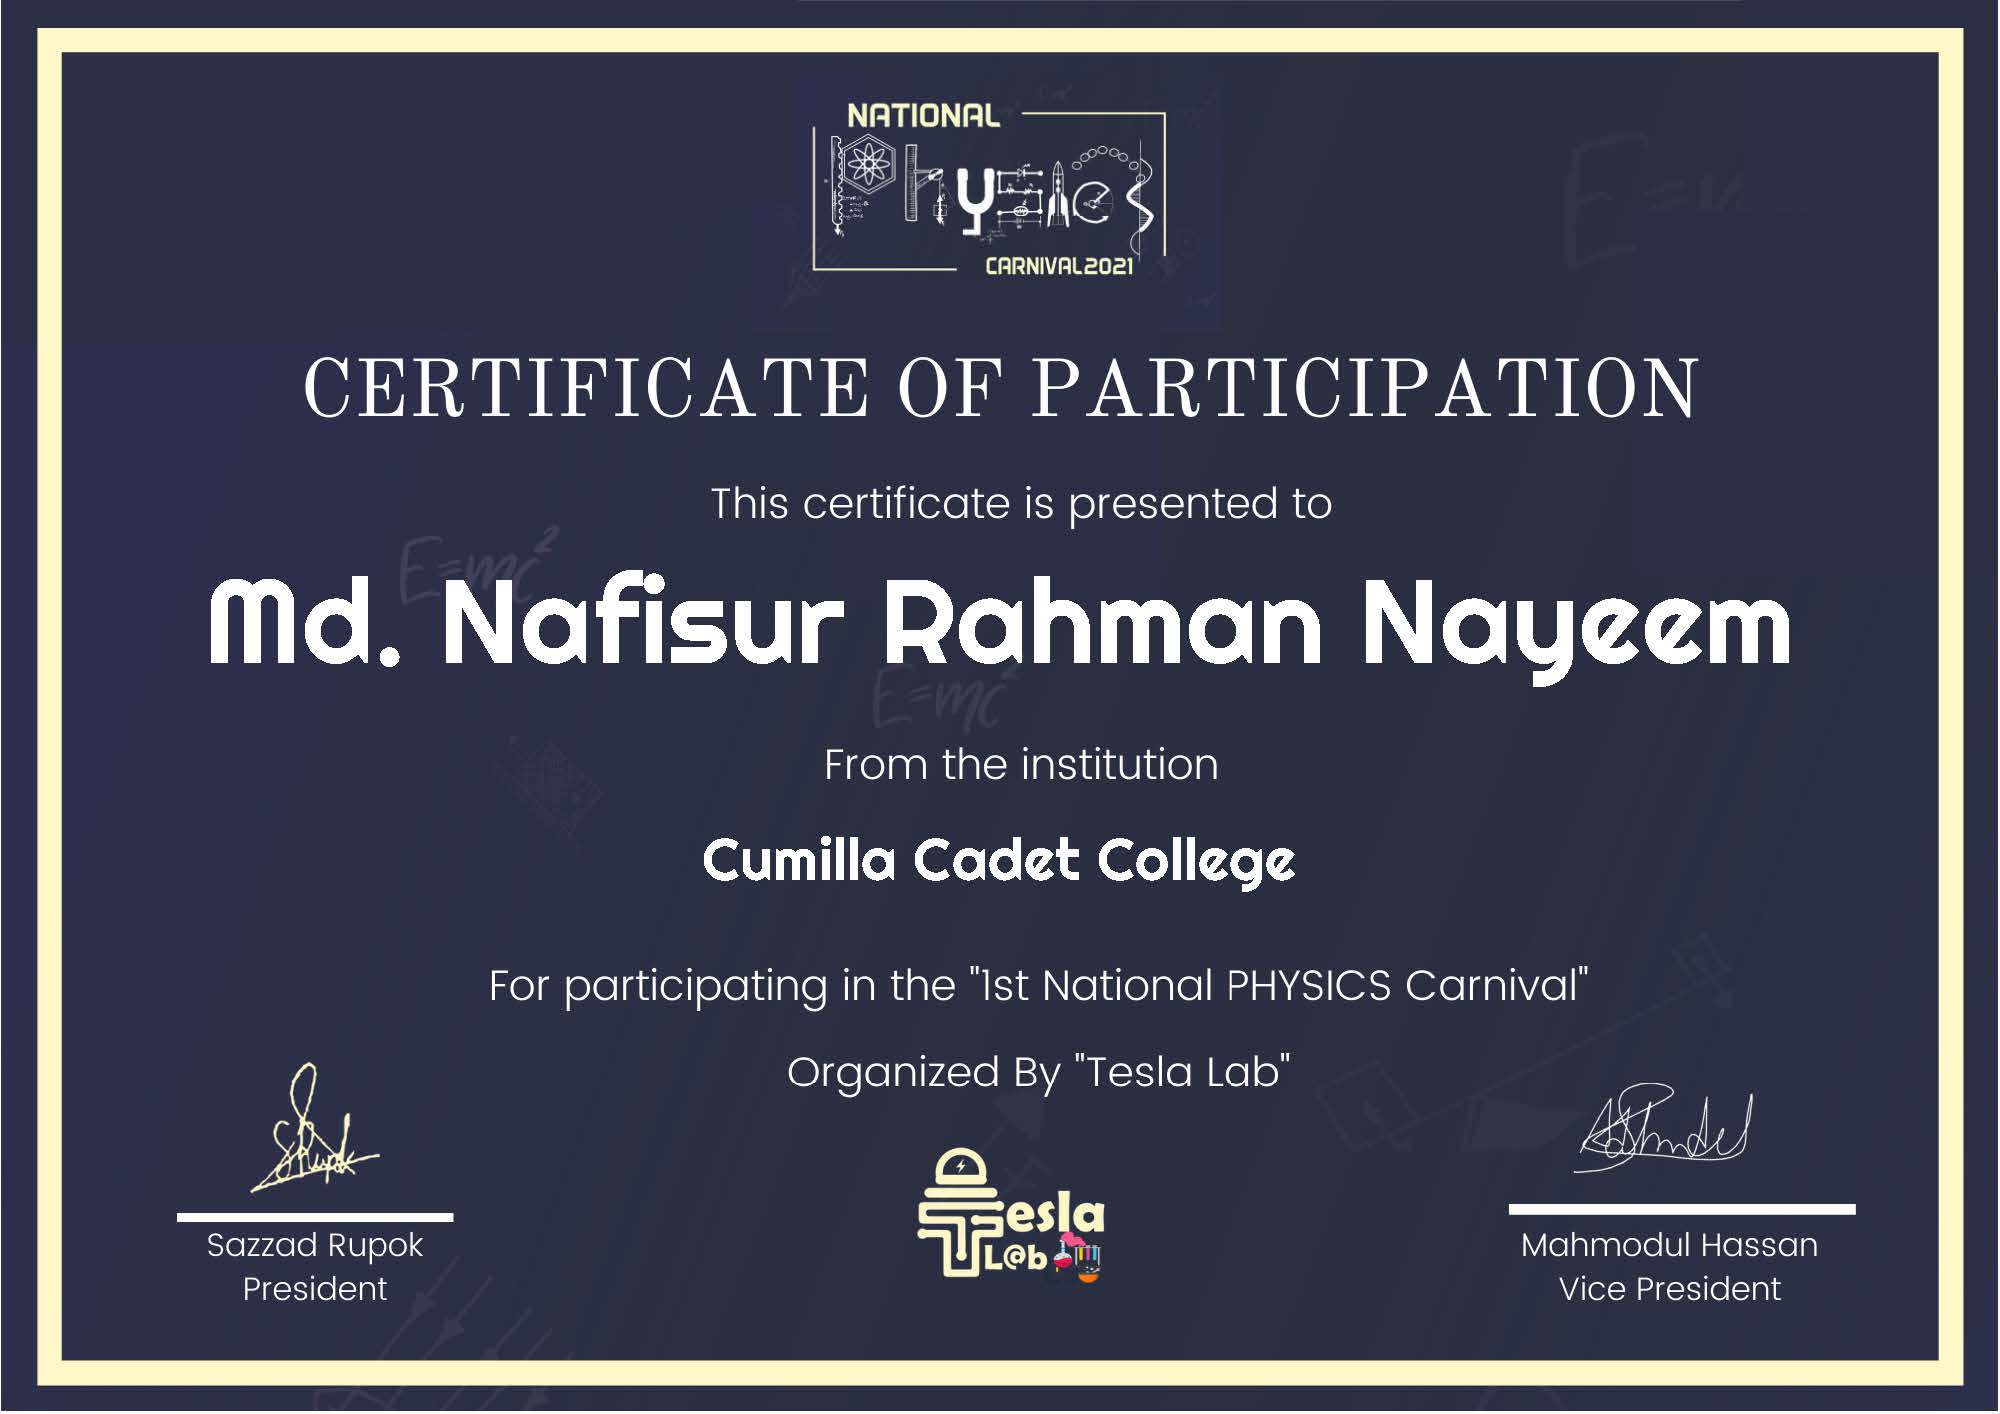 NATIONAL
Physics
CARNIVAL2021
CERTIFICATE OF PARTICIPATION
This certificate is presented to
E=mc²
Md. Nafisur Rahman Nayeem
E=mc²
From the institution
Cumilla Cadet College
For participating in the "1st National PHYSICS Carnival"
Organized By "Tesla Lab"
Tesla
L@b
Sazzad Rupok
President
Mahmodul Hassan
Vice President